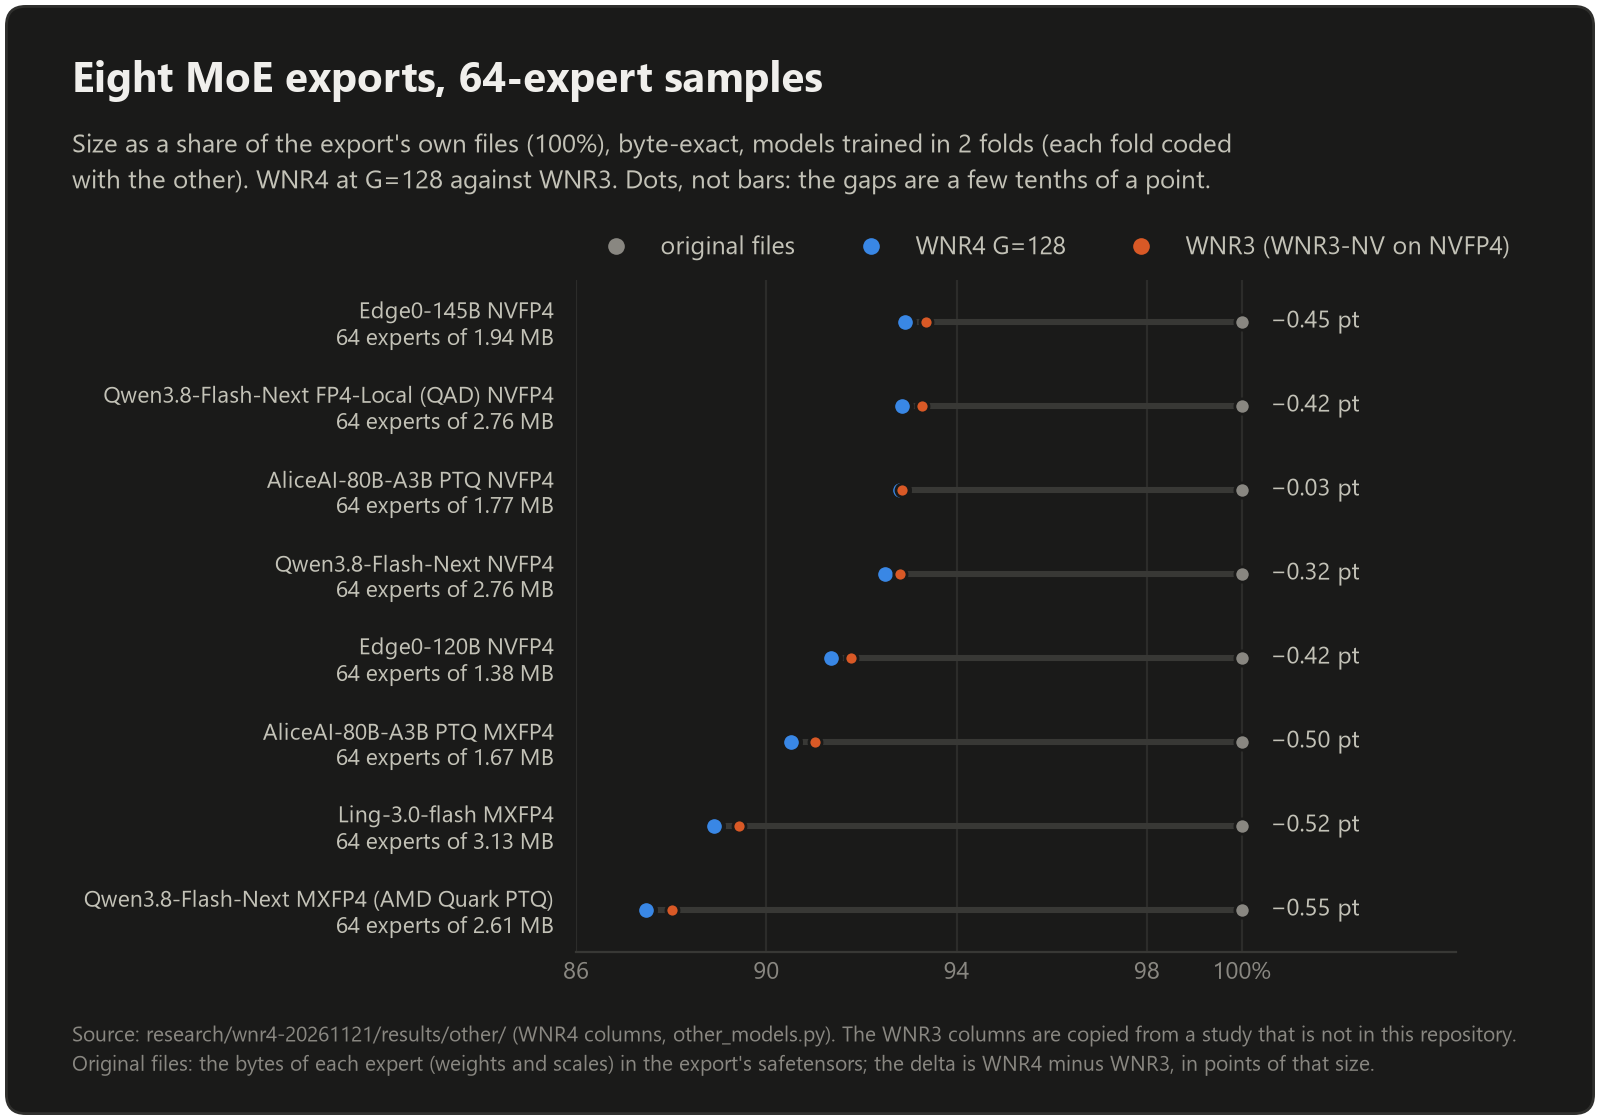 Eight MoE exports, 64-expert samples
Size as a share of the export's own files (100%), byte-exact, models trained in 2 folds (each fold coded
with the other). WNR4 at G=128 against WNR3. Dots, not bars: the gaps are a few tenths of a point.
original files
WNR4 G=128
WNR3 (WNR3-NV on NVFP4)
Edge0-145B NVFP4
64 experts of 1.94 MB
−0.45 pt
Qwen3.8-Flash-Next FP4-Local (QAD) NVFP4
64 experts of 2.76 MB
−0.42 pt
AliceAI-80B-A3B PTQ NVFP4
64 experts of 1.77 MB
−0.03 pt
Qwen3.8-Flash-Next NVFP4
64 experts of 2.76 MB
−0.32 pt
Edge0-120B NVFP4
64 experts of 1.38 MB
−0.42 pt
AliceAI-80B-A3B PTQ MXFP4
64 experts of 1.67 MB
−0.50 pt
Ling-3.0-flash MXFP4
64 experts of 3.13 MB
−0.52 pt
Qwen3.8-Flash-Next MXFP4 (AMD Quark PTQ)
64 experts of 2.61 MB
−0.55 pt
86 90 94 98 100%
Source: research/wnr4-20261121/results/other/ (WNR4 columns, other_models.py). The WNR3 columns are copied from a study that is not in this repository.
Original files: the bytes of each expert (weights and scales) in the export's safetensors; the delta is WNR4 minus WNR3, in points of that size.